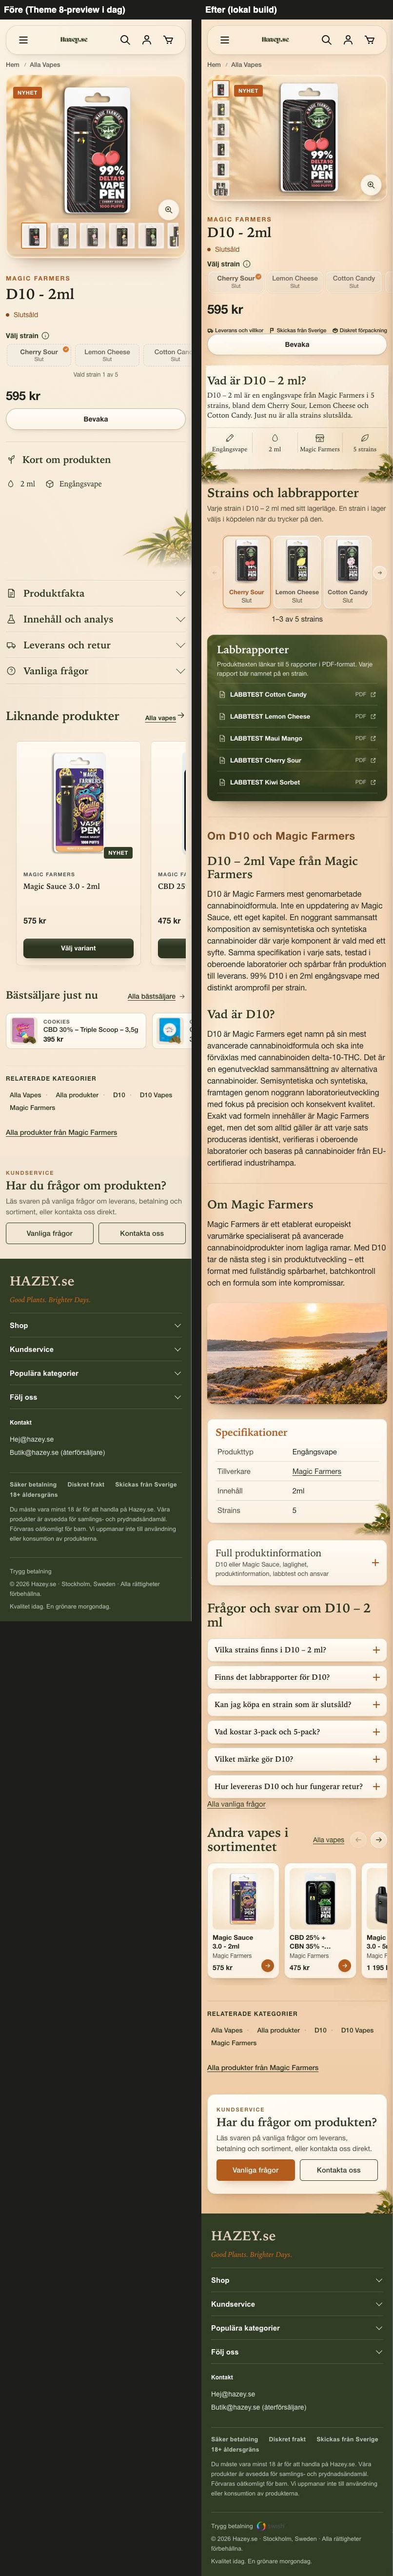 Före (Theme 8-preview i dag)
Hazey.se
Hem / Alla Vapes
NYHET
MAGIC FARMERS
99%
DELTA10
VAPE
PEN
MAGIC FARMERS
D10 - 2ml
Slutsåld
Välj strain
Cherry Sour
Slut
Lemon Cheese
Slut
Cotton Can
Slut
Vald strain 1 av 5
595 kr
Bevaka
Kort om produkten
2 ml
Engångsvape
Produktfakta
Innehåll och analys
Leverans och retur
Vanliga frågor
Liknande produkter
Alla vapes
NYHET
MAGIC FARMERS
Magic Sauce 3.0 - 2ml
575 kr
Välj variant
MAGIC FA
CBD 25
475 kr
Bästsäljare just nu
Alla bästsäljare
COOKIES
CBD 30% – Triple Scoop – 3,5g
395 kr
RELATERADE KATEGORIER
Alla Vapes · Alla produkter · D10 · D10 Vapes
Magic Farmers
Alla produkter från Magic Farmers
KUNDSERVICE
Har du frågor om produkten?
Läs svaren på vanliga frågor om leverans, betalning och
sortiment, eller kontakta oss direkt.
Vanliga frågor
Kontakta oss
HAZEY.se
Good Plants. Brighter Days.
Shop
Kundservice
Populära kategorier
Följ oss
Kontakt
Hej@hazey.se
Butik@hazey.se (återförsäljare)
Säker betalning Diskret frakt Skickas från Sverige
18+ åldersgräns
Du måste vara minst 18 år för att handla på Hazey.se. Våra
produkter är avsedda för samlings- och prydnadsändamål.
Förvaras oåtkomligt för barn. Vi uppmanar inte till användning
eller konsumtion av produkterna.
Trygg betalning
© 2026 Hazey.se · Stockholm, Sweden · Alla rättigheter
förbehållna.
Kvalitet idag. En grönare morgondag.
Efter (lokal build)
Hazey.se
Hem / Alla Vapes
NYHET
99%
DELTA10
VAPE
PEN
MAGIC FARMERS
D10 - 2ml
Slutsåld
Välj strain
Cherry Sour
Slut
Lemon Cheese
Slut
Cotton Candy
Slut
595 kr
Leverans och villkor
Skickas från Sverige
Diskret förpackning
Bevaka
Vad är D10 – 2 ml?
D10 – 2 ml är en engångsvape från Magic Farmers i 5
strains, bland dem Cherry Sour, Lemon Cheese och
Cotton Candy. Just nu är alla strains slutsålda.
Engångsvape
2 ml
Magic Farmers
5 strains
Strains och labbrapporter
Varje strain i D10 – 2 ml med sitt lagerläge. En strain i lager
väljs i köpdelen när du trycker på den.
Cherry Sour
Slut
Lemon Cheese
Slut
Cotton Candy
Slut
1–3 av 5 strains
Labbrapporter
Produkttexten länkar till 5 rapporter i PDF-format. Varje
rapport bär namnet på en strain.
LABBTEST Cotton Candy PDF
LABBTEST Lemon Cheese PDF
LABBTEST Maui Mango PDF
LABBTEST Cherry Sour PDF
LABBTEST Kiwi Sorbet PDF
Om D10 och Magic Farmers
D10 – 2ml Vape från Magic
Farmers
D10 är Magic Farmers mest genomarbetade
cannabinoidformula. Inte en uppdatering av Magic
Sauce, ett eget kapitel. En noggrant sammansatt
komposition av semisyntetiska och syntetiska
cannabinoider där varje komponent är vald med ett
syfte. Samma specifikation i varje sats, testad i
oberoende laboratorier och spårbar från produktion
till leverans. 99% D10 i en 2ml engångsvape med
distinkt aromprofil per strain.
Vad är D10?
D10 är Magic Farmers eget namn på sin mest
avancerade cannabinoidformula och ska inte
förväxlas med cannabinoiden delta-10-THC. Det är
en egenutvecklad sammansättning av alternativa
cannabinoider. Semisyntetiska och syntetiska,
framtagen genom noggrann laboratorieutveckling
med fokus på precision och konsekvent kvalitet.
Exakt vad formeln innehåller är Magic Farmers
eget, men det som alltid gäller är att varje sats
produceras identiskt, verifieras i oberoende
laboratorier och baseras på cannabinoider från EU-
certifierad industrihampa.
Om Magic Farmers
Magic Farmers är ett etablerat europeiskt
varumärke specialiserat på avancerade
cannabinoidprodukter inom lagliga ramar. Med D10
tar de nästa steg i sin produktutveckling – ett
format med fullständig spårbarhet, batchkontroll
och en formula som inte kompromissar.
Specifikationer
Produkttyp Engångsvape
Tillverkare Magic Farmers
Innehåll 2ml
Strains 5
Full produktinformation
D10 eller Magic Sauce, laglighet,
produktinformation, labbtest och ansvar
Frågor och svar om D10 – 2
ml
Vilka strains finns i D10 – 2 ml?
Finns det labbrapporter för D10?
Kan jag köpa en strain som är slutsåld?
Vad kostar 3-pack och 5-pack?
Vilket märke gör D10?
Hur levereras D10 och hur fungerar retur?
Alla vanliga frågor
Andra vapes i
sortimentet
Alla vapes
Magic Sauce
3.0 - 2ml
Magic Farmers
575 kr
CBD 25% +
CBN 35% -...
Magic Farmers
475 kr
Magic
3.0 - 5
Magic F
1 195
RELATERADE KATEGORIER
Alla Vapes · Alla produkter · D10 · D10 Vapes
Magic Farmers
Alla produkter från Magic Farmers
KUNDSERVICE
Har du frågor om produkten?
Läs svaren på vanliga frågor om leverans,
betalning och sortiment, eller kontakta oss direkt.
Vanliga frågor
Kontakta oss
HAZEY.se
Good Plants. Brighter Days.
Shop
Kundservice
Populära kategorier
Följ oss
Kontakt
Hej@hazey.se
Butik@hazey.se (återförsäljare)
Säker betalning Diskret frakt Skickas från Sverige
18+ åldersgräns
Du måste vara minst 18 år för att handla på Hazey.se. Våra
produkter är avsedda för samlings- och prydnadsändamål.
Förvaras oåtkomligt för barn. Vi uppmanar inte till användning
eller konsumtion av produkterna.
Trygg betalning
© 2026 Hazey.se · Stockholm, Sweden · Alla rättigheter
förbehållna.
Kvalitet idag. En grönare morgondag.